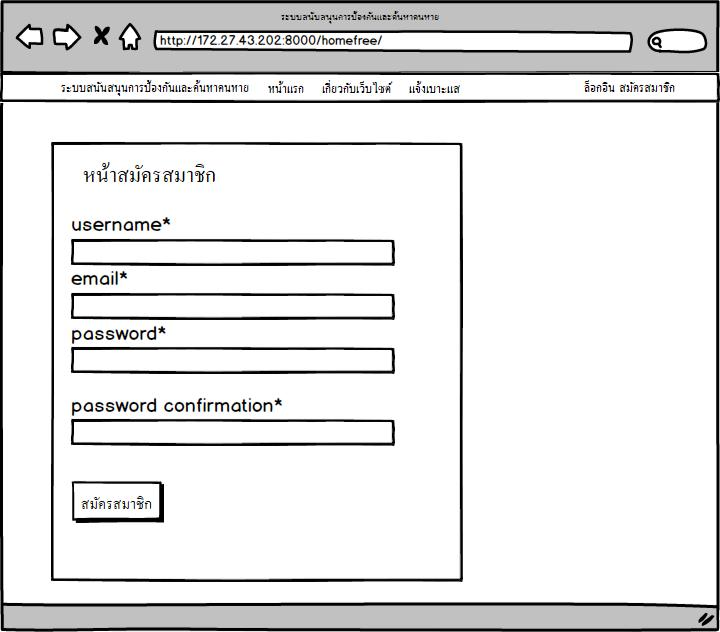 ระบบสนับสนุนการป้องกันและค้นหาคนหาย
http://172.27.43.202:8000/homefree/
ระบบสนันสนุนการป้องกันและค้นหาคนหาย หน้าแรก เกี่ยวกับเว็บไซต์ แจ้งเบาะแส ล็อกอิน สมัครสมาชิก
หน้าสมัครสมาชิก
username*
email*
password*
password confirmation*
สมัครสมาชิก